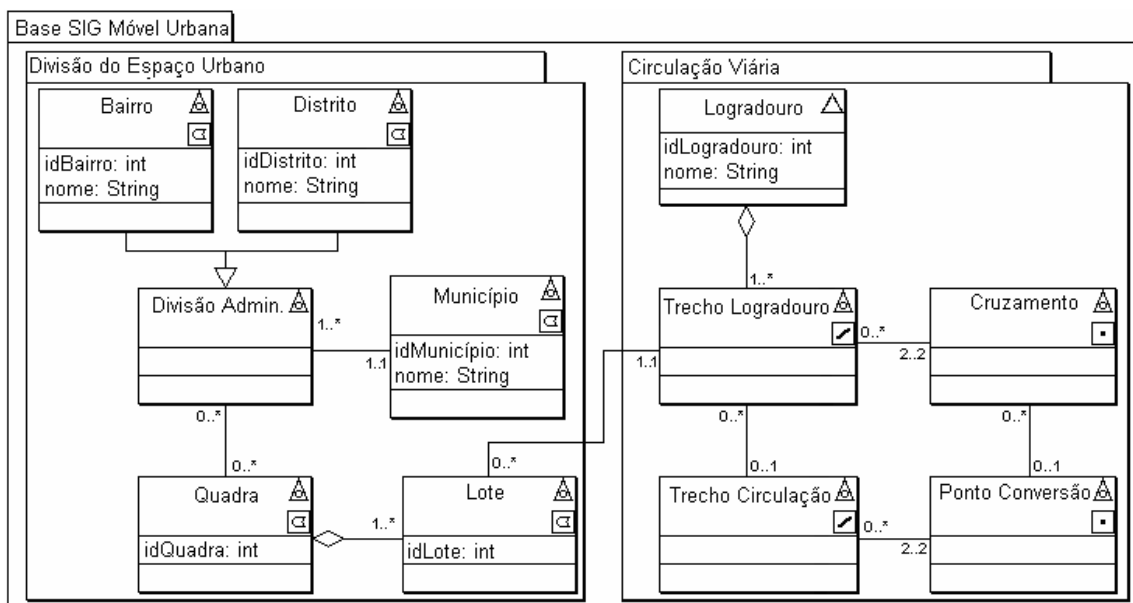 Base SIG Móvel Urbana
Divisão do Espaço Urbano
Bairro
idBairro: int
nome: String
Distrito
idDistrito: int
nome: String
Divisão Admin.
1..*
1..1
Município
idMunicípio: int
nome: String
0..*
0..*
Quadra
idQuadra: int
1..*
Lote
idLote: int
0..*
1..1
Circulação Viária
Logradouro
idLogradouro: int
nome: String
1..*
Trecho Logradouro
0..*
2..2
Cruzamento
0..*
0..1
0..*
0..1
Trecho Circulação
0..*
2..2
Ponto Conversão